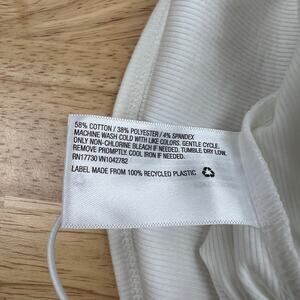 58% COTTON / 38% POLYESTER / 4% SPANDEX
MACHINE WASH COLD WITH LIKE COLORS. GENTLE CYCLE.
ONLY NON-CHLORINE BLEACH IF NEEDED. TUMBLE DRY LOW.
REMOVE PROMPTLY. COOL IRON IF NEEDED.
RN17730 VN1042782
LABEL MADE FROM 100% RECYCLED PLASTIC